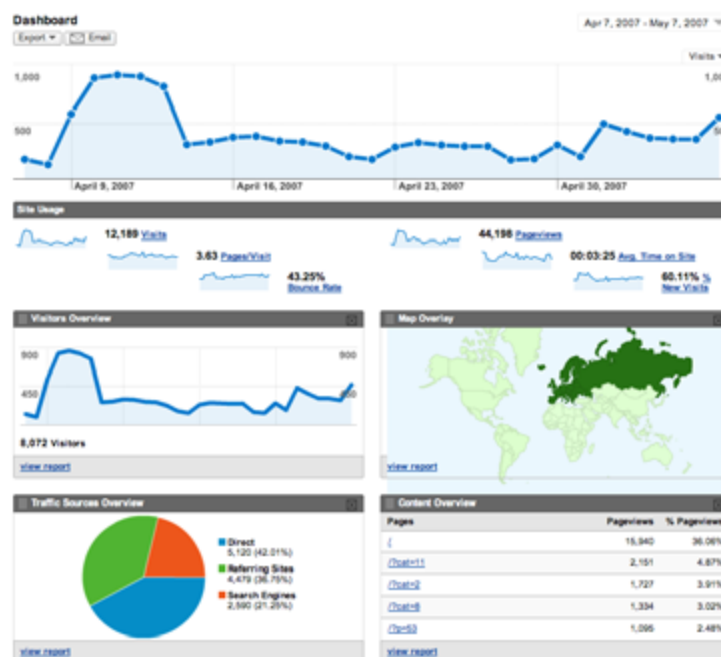 Dashboard
Apr 7, 2007 - May 7, 2007
Export Email
Visits
1,000 1,00
500 50
April 9, 2007 April 16, 2007 April 23, 2007 April 30, 2007
Site Usage
12,189 Visits
3.63 Pages/Visit
43.25%
Bounce Rate
44,198 Pageviews
00:03:25 Avg. Time on Site
60.11% %
New Visits
Visitors Overview
900 900
450 450
8,072 Visitors
view report
Map Overlay
view report
Traffic Sources Overview
Direct
5,120 (42.01%)
Referring Sites
4,479 (36.75%)
Search Engines
2,590 (21.25%)
view report
Content Overview
Pages Pageviews % Pageviews
/ 15,940 36.06%
/?cat=11 2,151 4.87%
/?cat=2 1,727 3.91%
/?cat=8 1,334 3.02%
/?p=53 1,095 2.48%
view report